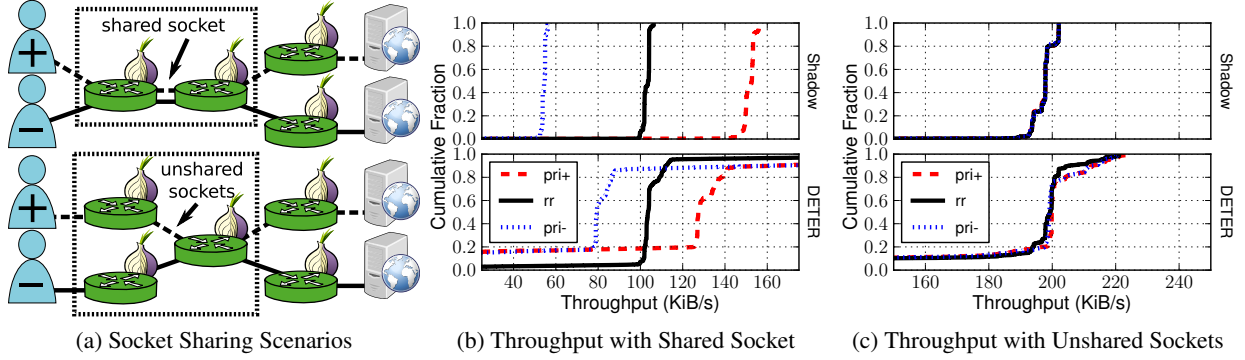 shared socket
+
−
unshared
sockets
+
−
(a) Socket Sharing Scenarios
Cumulative Fraction
1.0
0.8
0.6
0.4
0.2
0.0
Shadow
1.0
0.8
0.6
0.4
0.2
0.0
pri+
rr
pri-
DETER
40 60 80 100 120 140 160
Throughput (KiB/s)
(b) Throughput with Shared Socket
Cumulative Fraction
1.0
0.8
0.6
0.4
0.2
0.0
Shadow
1.0
0.8
0.6
0.4
0.2
0.0
pri+
rr
pri-
DETER
160 180 200 220 240
Throughput (KiB/s)
(c) Throughput with Unshared Sockets